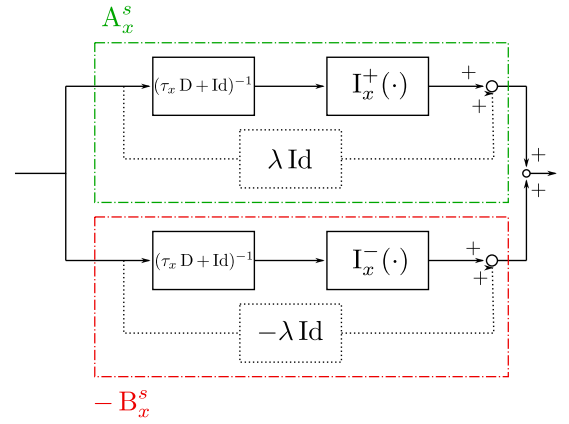 A_x^s
(τ_x D + Id)^{-1}
I_x^+(·)
+
+
λ Id
+
+
(τ_x D + Id)^{-1}
I_x^-(·)
+
+
−λ Id
− B_x^s